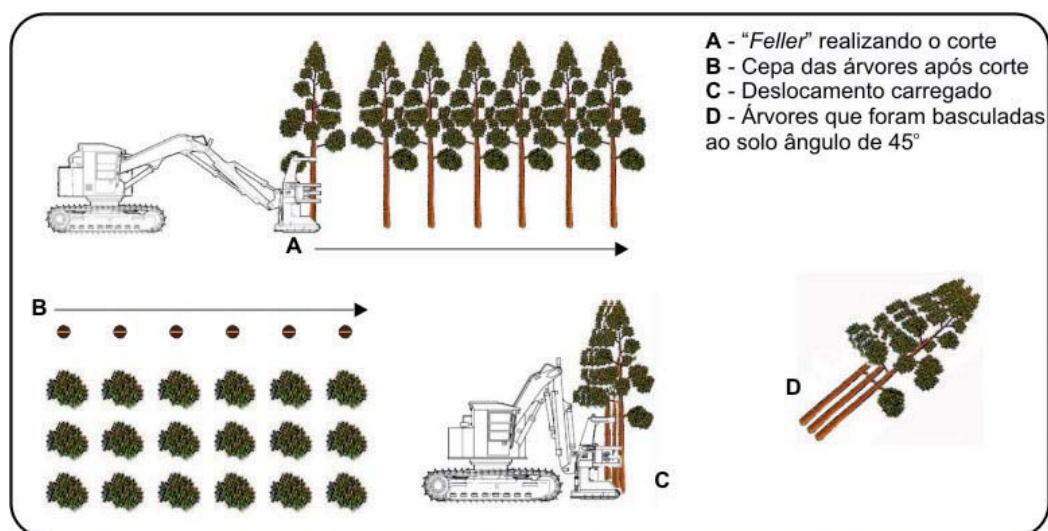 A - “Feller” realizando o corte
B - Cepa das árvores após corte
C - Deslocamento carregado
D - Árvores que foram basculadas
ao solo ângulo de 45°
A
B
C
D